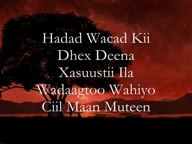 Hadad Wacad Kii
Dhex Deena
Xasuustii Ila
Wadaagtoo Wahiyo
Ciil Maan Muteen